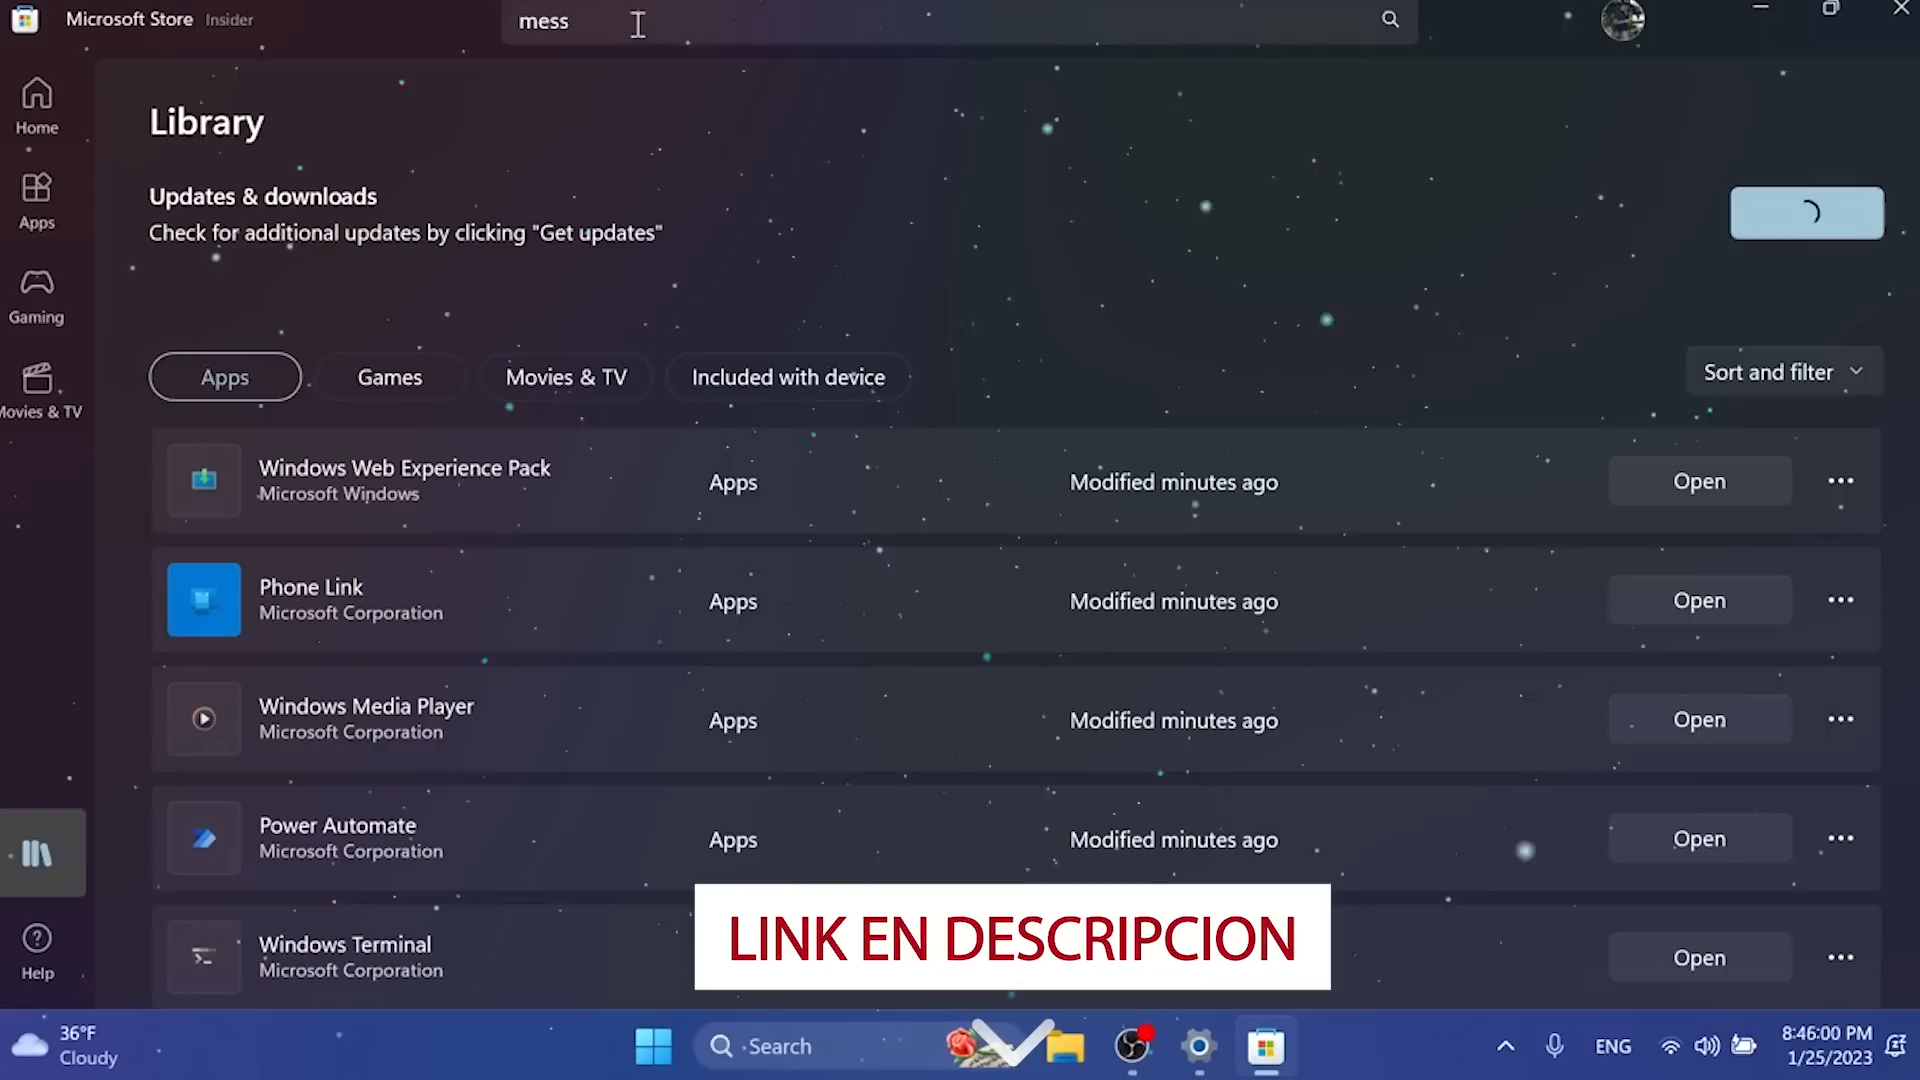 Microsoft Store Insider
mess
Home
Apps
Gaming
Movies & TV
Help
Library
Updates & downloads
Check for additional updates by clicking "Get updates"
Apps
Games
Movies & TV
Included with device
Sort and filter
Windows Web Experience Pack
Microsoft Windows
Apps
Modified minutes ago
Open
Phone Link
Microsoft Corporation
Apps
Modified minutes ago
Open
Windows Media Player
Microsoft Corporation
Apps
Modified minutes ago
Open
Power Automate
Microsoft Corporation
Apps
Modified minutes ago
Open
Windows Terminal
Microsoft Corporation
Open
LINK EN DESCRIPCION
36°F
Cloudy
Search
ENG
8:46:00 PM
1/25/2023